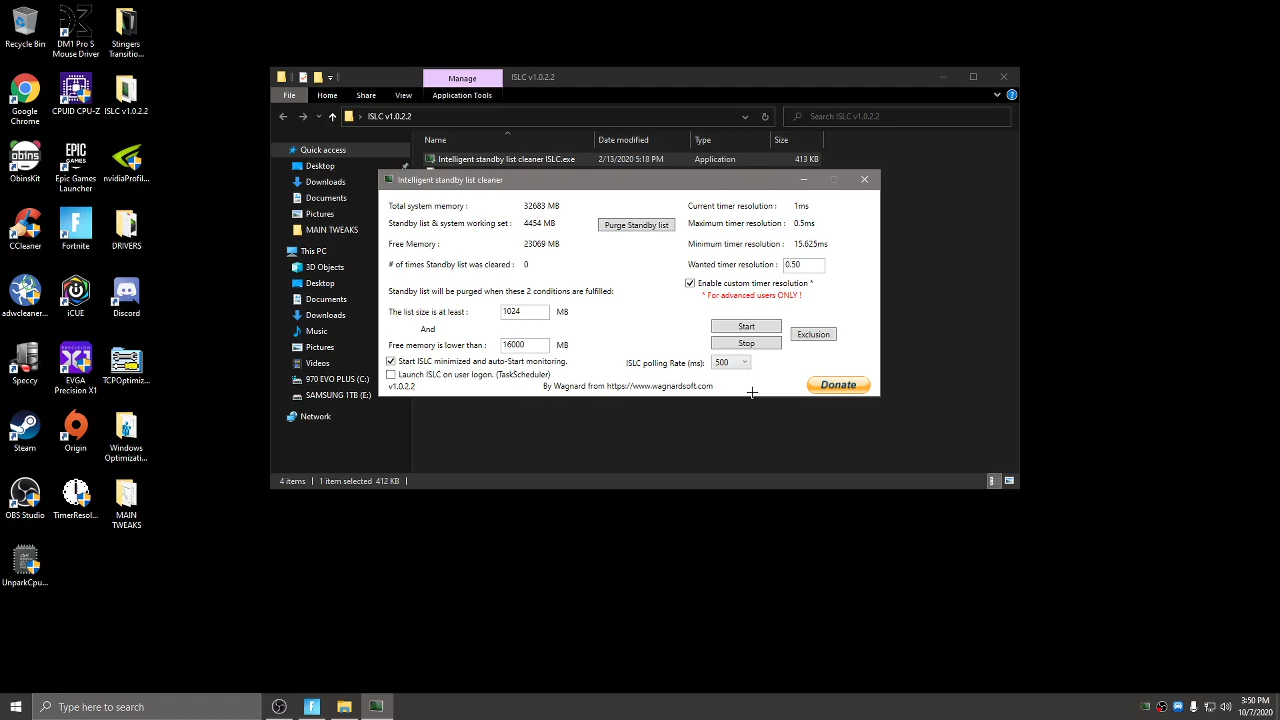 Recycle Bin
DM1 Pro S
Mouse Driver
Stingers
Transitio...
Google
Chrome
CPUID CPU-Z
ISLC v1.0.2.2
ObinsKit
Epic Games
Launcher
nvidiaProfil...
CCleaner
Fortnite
DRIVERS
adwcleaner...
iCUE
Discord
Speccy
EVGA
Precision X1
TCPOptimiz...
Steam
Origin
Windows
Optimizati...
OBS Studio
TimerResol...
MAIN
TWEAKS
UnparkCpu...
Manage
ISLC v1.0.2.2
File
Home
Share
View
Application Tools
ISLC v1.0.2.2
Search ISLC v1.0.2.2
Name
Date modified
Type
Size
Quick access
Desktop
Downloads
Documents
Pictures
MAIN TWEAKS
This PC
3D Objects
Desktop
Documents
Downloads
Music
Pictures
Videos
970 EVO PLUS (C:)
SAMSUNG 1TB (E:)
Network
Intelligent standby list cleaner ISLC.exe
2/13/2020 5:18 PM
Application
413 KB
4 items
1 item selected 412 KB
Intelligent standby list cleaner
Total system memory : 32683 MB
Standby list & system working set : 4454 MB
Purge Standby list
Free Memory : 23069 MB
# of times Standby list was cleared : 0
Standby list will be purged when these 2 conditions are fulfilled:
The list size is at least : 1024 MB
And
Free memory is lower than : 16000 MB
Start ISLC minimized and auto-Start monitoring.
Launch ISLC on user logon. (TaskScheduler)
v1.0.2.2
By Wagnard from https://www.wagnardsoft.com
Current timer resolution : 1ms
Maximum timer resolution : 0.5ms
Minimum timer resolution : 15.625ms
Wanted timer resolution : 0.50
Enable custom timer resolution *
* For advanced users ONLY !
Start
Stop
Exclusion
ISLC polling Rate (ms): 500
Donate
Type here to search
3:50 PM
10/7/2020